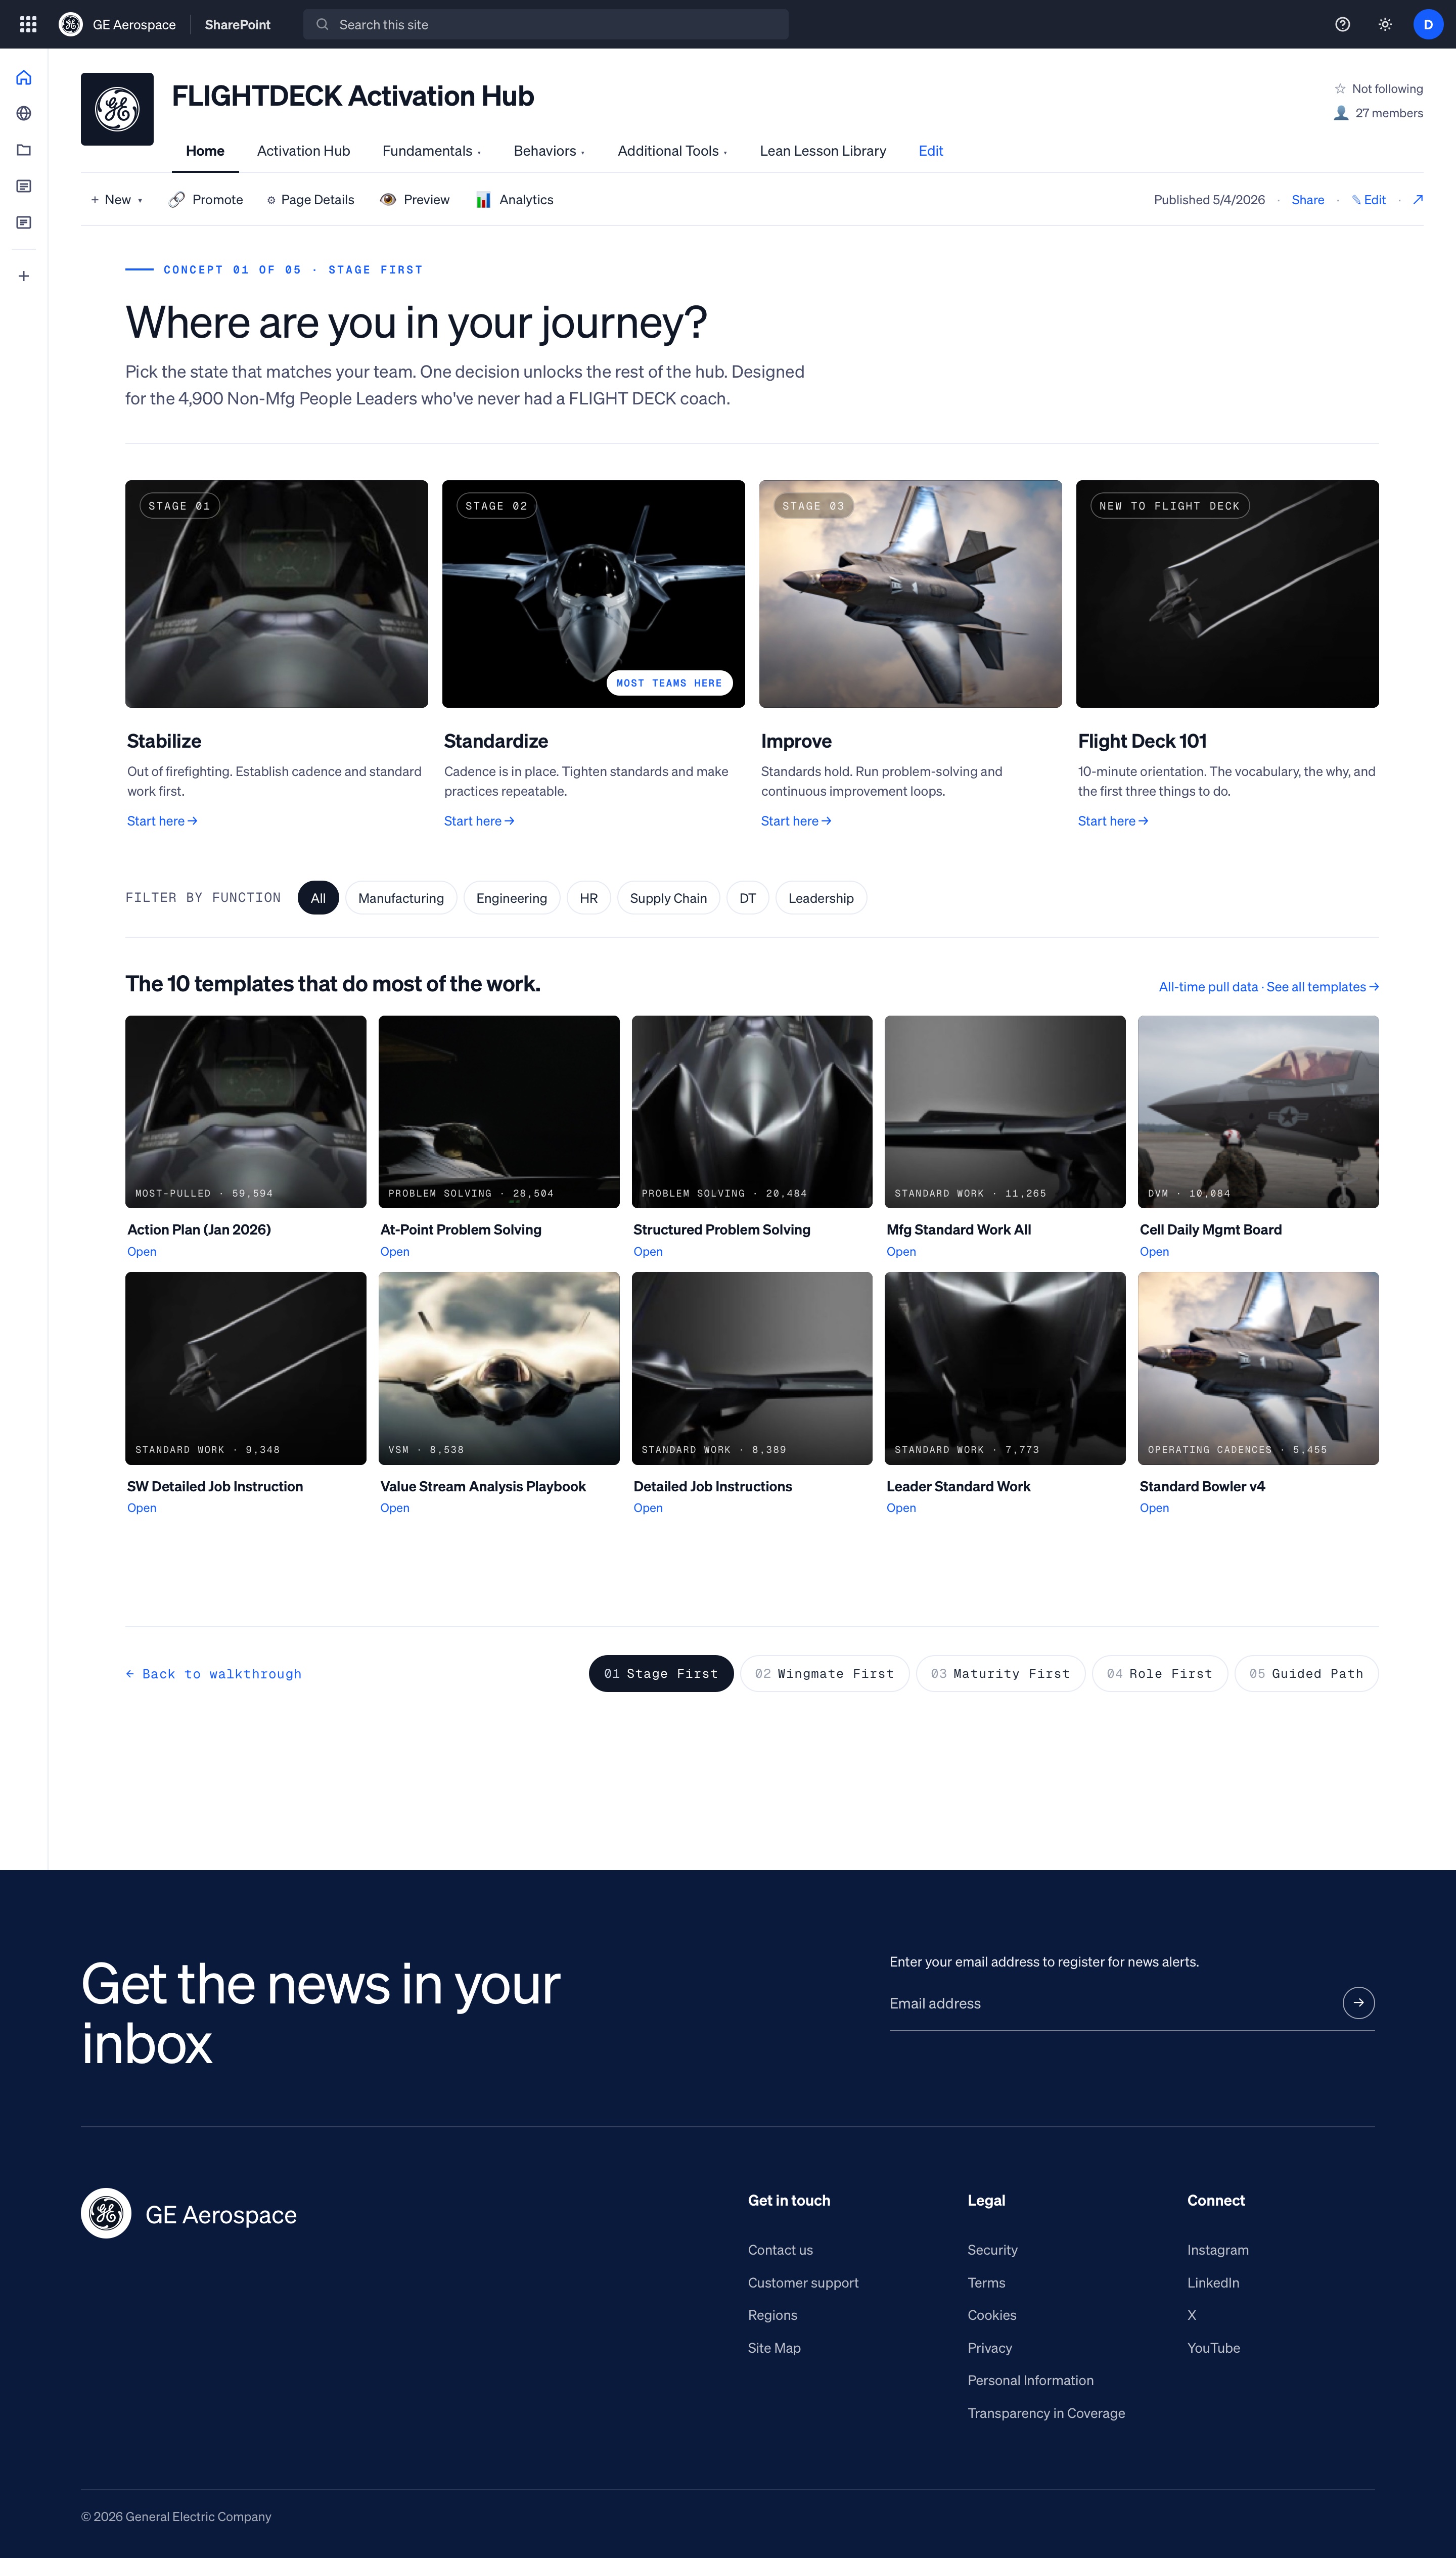 GE Aerospace
SharePoint
Search this site
D
FLIGHTDECK Activation Hub
Not following
27 members
Home
Activation Hub
Fundamentals
Behaviors
Additional Tools
Lean Lesson Library
Edit
+ New
Promote
Page Details
Preview
Analytics
Published 5/4/2026 · Share · Edit ·
CONCEPT 01 OF 05 · STAGE FIRST
Where are you in your journey?
Pick the state that matches your team. One decision unlocks the rest of the hub. Designed
for the 4,900 Non-Mfg People Leaders who've never had a FLIGHT DECK coach.
STAGE 01
STAGE 02
MOST TEAMS HERE
STAGE 03
NEW TO FLIGHT DECK
Stabilize
Out of firefighting. Establish cadence and standard
work first.
Start here →
Standardize
Cadence is in place. Tighten standards and make
practices repeatable.
Start here →
Improve
Standards hold. Run problem-solving and
continuous improvement loops.
Start here →
Flight Deck 101
10-minute orientation. The vocabulary, the why, and
the first three things to do.
Start here →
FILTER BY FUNCTION
All
Manufacturing
Engineering
HR
Supply Chain
DT
Leadership
The 10 templates that do most of the work.
All-time pull data · See all templates →
MOST-PULLED · 59,594
Action Plan (Jan 2026)
Open
PROBLEM SOLVING · 28,504
At-Point Problem Solving
Open
PROBLEM SOLVING · 20,484
Structured Problem Solving
Open
STANDARD WORK · 11,265
Mfg Standard Work All
Open
DVM · 10,084
Cell Daily Mgmt Board
Open
STANDARD WORK · 9,348
SW Detailed Job Instruction
Open
VSM · 8,538
Value Stream Analysis Playbook
Open
STANDARD WORK · 8,389
Detailed Job Instructions
Open
STANDARD WORK · 7,773
Leader Standard Work
Open
OPERATING CADENCES · 5,455
Standard Bowler v4
Open
← Back to walkthrough
01 Stage First
02 Wingmate First
03 Maturity First
04 Role First
05 Guided Path
Get the news in your
inbox
Enter your email address to register for news alerts.
Email address
GE Aerospace
Get in touch
Contact us
Customer support
Regions
Site Map
Legal
Security
Terms
Cookies
Privacy
Personal Information
Transparency in Coverage
Connect
Instagram
LinkedIn
X
YouTube
© 2026 General Electric Company